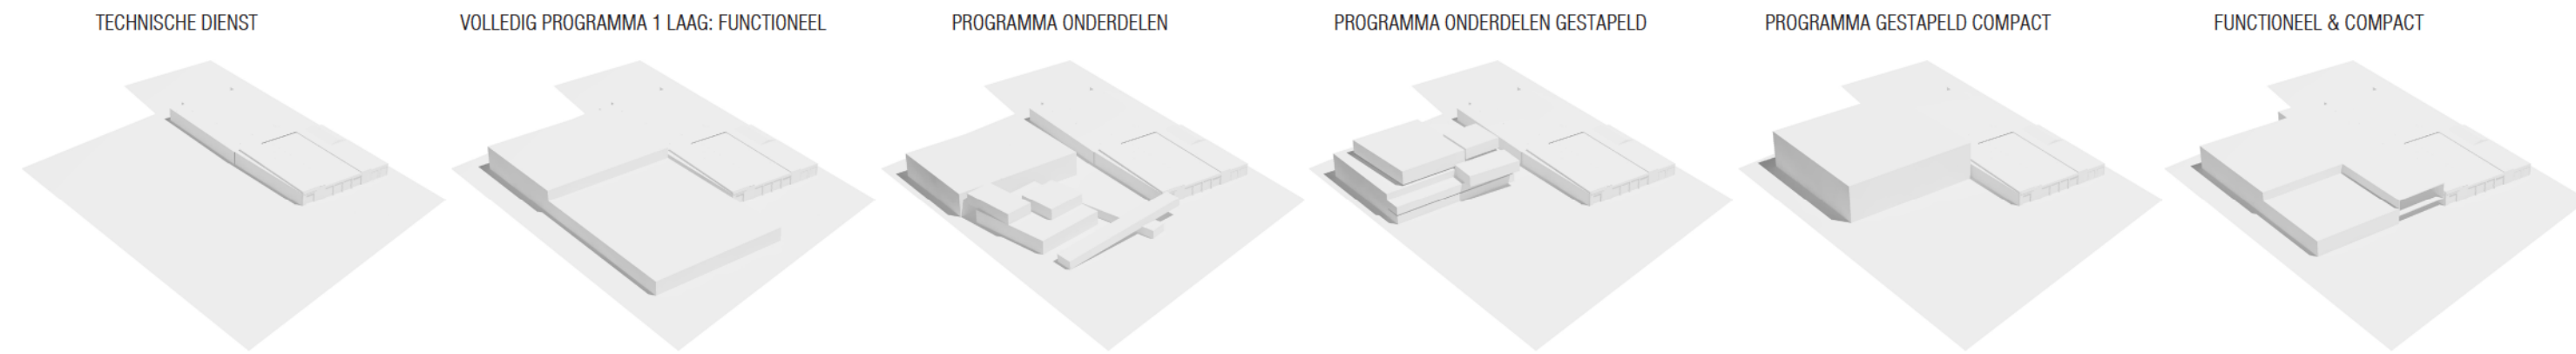 TECHNISCHE DIENST
VOLLEDIG PROGRAMMA 1 LAAG: FUNCTIONEEL
PROGRAMMA ONDERDELEN
PROGRAMMA ONDERDELEN GESTAPELD
PROGRAMMA GESTAPELD COMPACT
FUNCTIONEEL & COMPACT